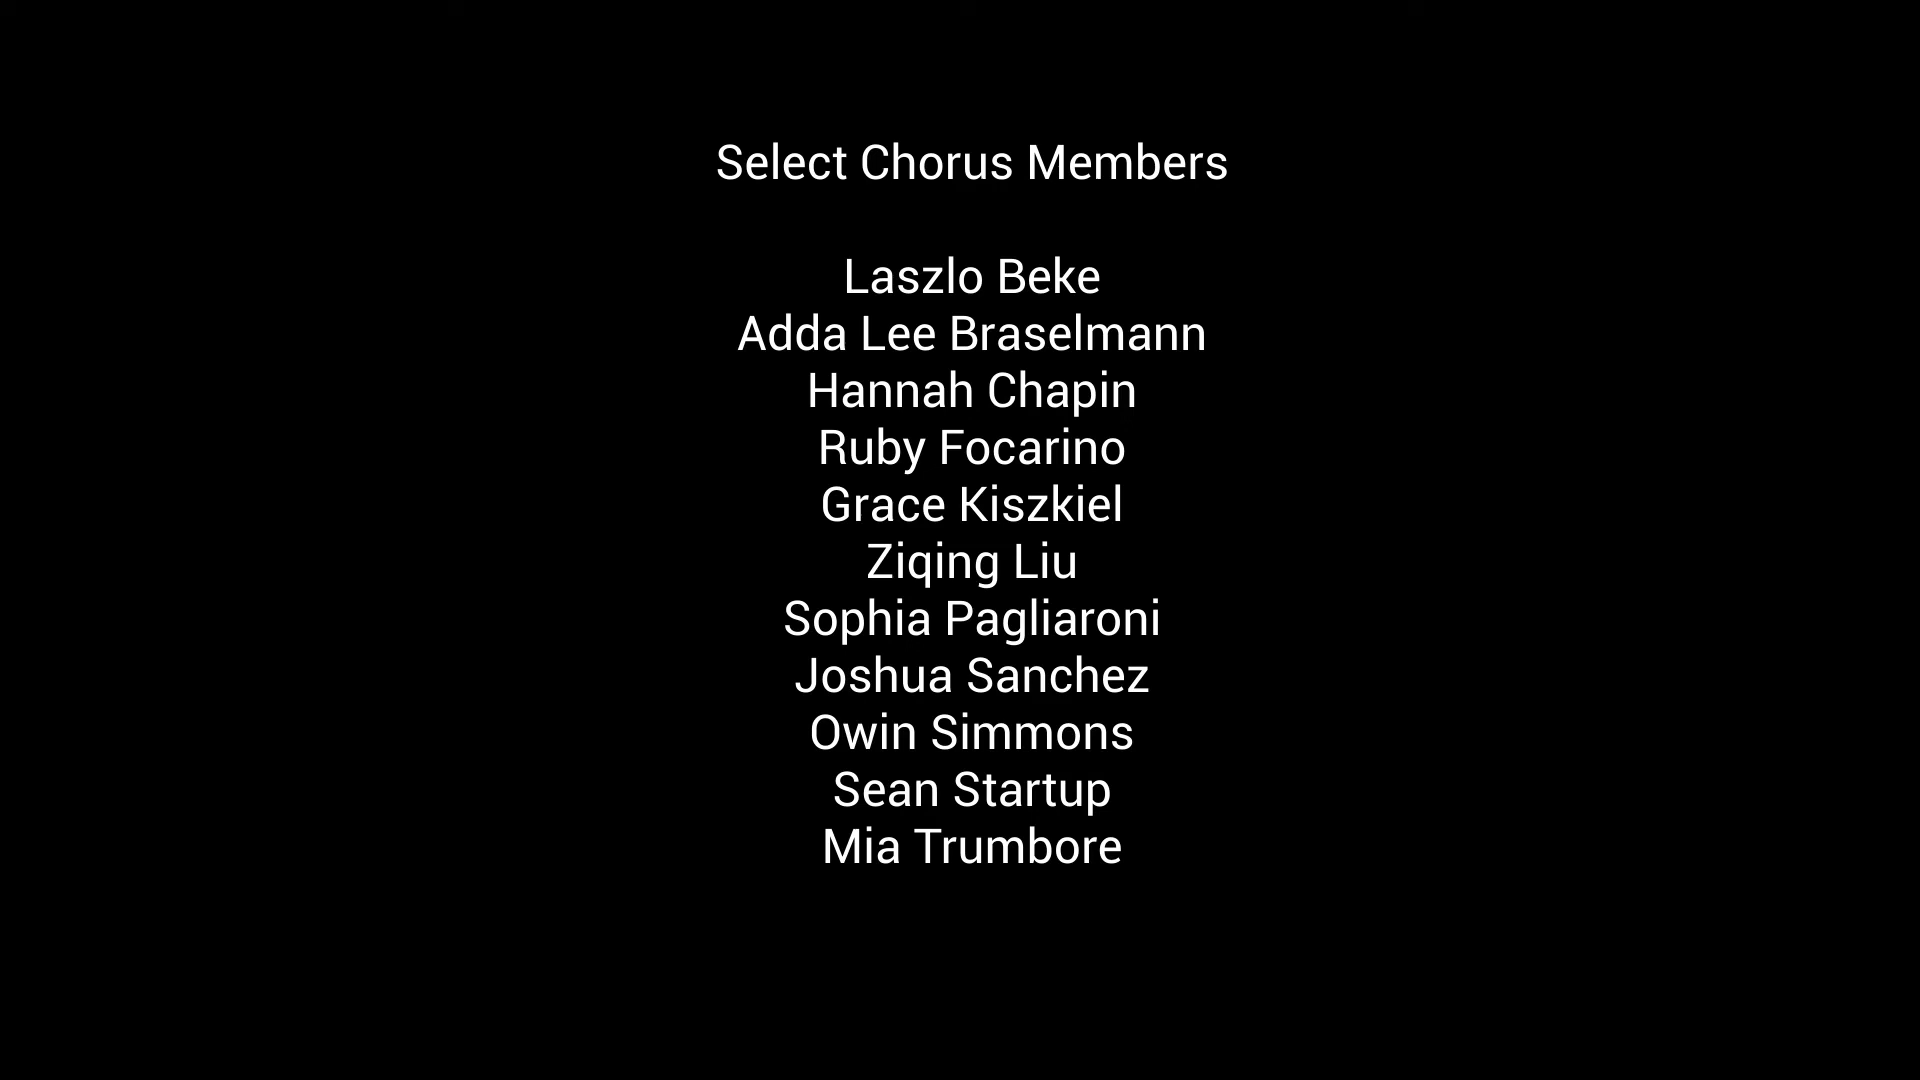 Select Chorus Members
Laszlo Beke
Adda Lee Braselmann
Hannah Chapin
Ruby Focarino
Grace Kiszkiel
Ziqing Liu
Sophia Pagliaroni
Joshua Sanchez
Owin Simmons
Sean Startup
Mia Trumbore